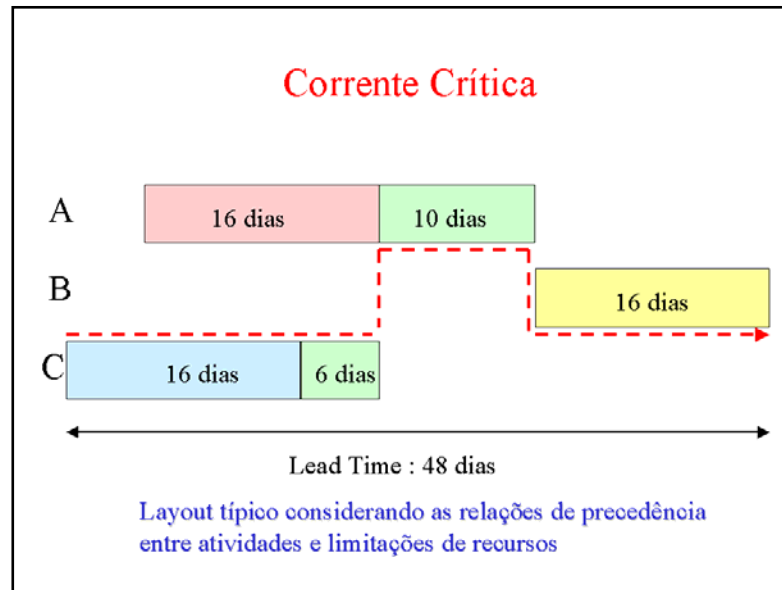 Corrente Crítica
A
16 dias
10 dias
B
16 dias
C
16 dias
6 dias
Lead Time : 48 dias
Layout típico considerando as relações de precedência
entre atividades e limitações de recursos